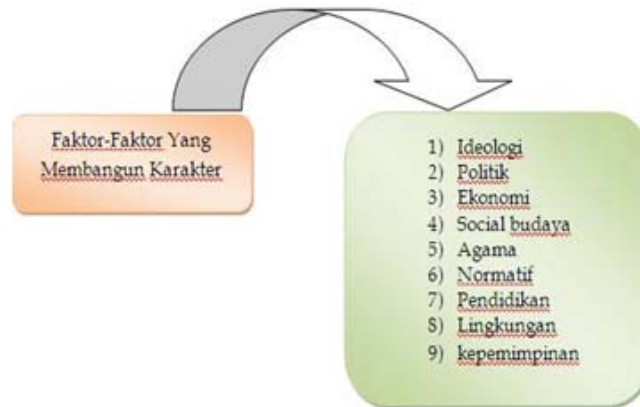 Faktor-Faktor Yang
Membangun Karakter
1) Ideologi
2) Politik
3) Ekonomi
4) Social budaya
5) Agama
6) Normatif
7) Pendidikan
8) Lingkungan
9) kepemimpinan